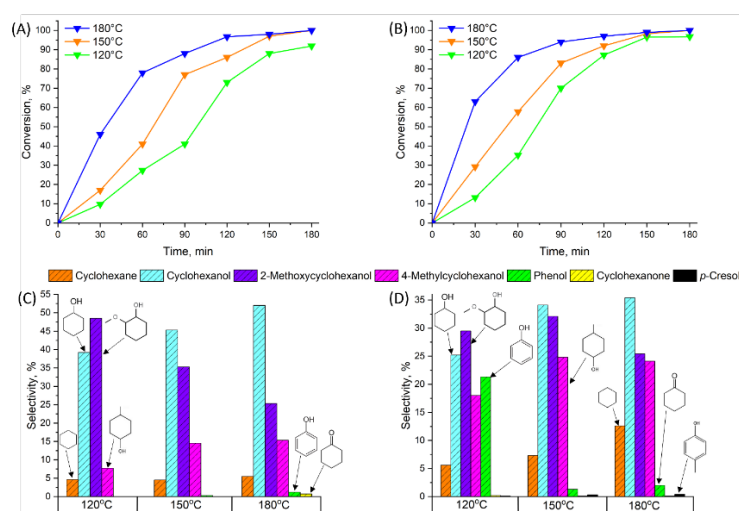 (A)
180°C
150°C
120°C
Conversion, %
100
90
80
70
60
50
40
30
20
10
0
0 30 60 90 120 150 180
Time, min
(B)
180°C
150°C
120°C
Conversion, %
100
90
80
70
60
50
40
30
20
10
0
0 30 60 90 120 150 180
Time, min
Cyclohexane Cyclohexanol 2-Methoxycyclohexanol 4-Methylcyclohexanol Phenol Cyclohexanone p-Cresol
(C)
Selectivity, %
55
50
45
40
35
30
25
20
15
10
5
0
OH
O
OH
OH
OH
O
120°C 150°C 180°C
(D)
Selectivity, %
35
30
25
20
15
10
5
0
OH
O
OH
OH
OH
O
OH
120°C 150°C 180°C